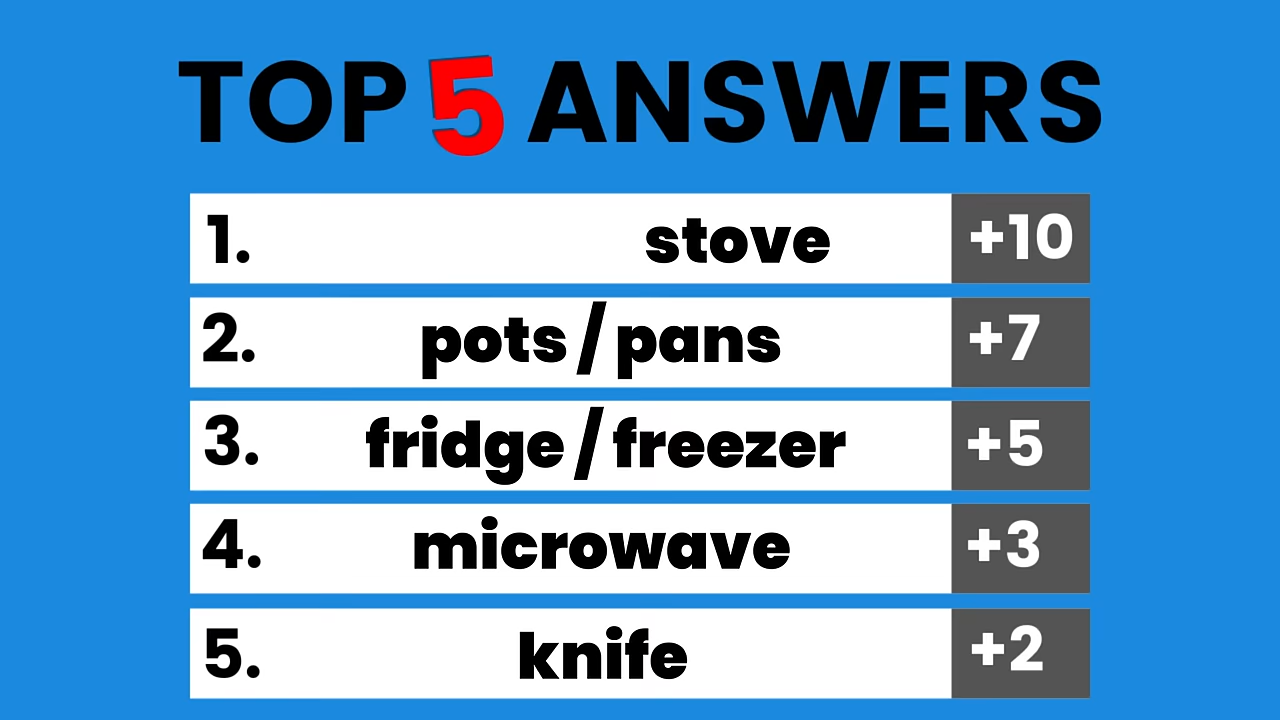 TOP 5 ANSWERS
1. stove +10
2. pots/pans +7
3. fridge/freezer +5
4. microwave +3
5. knife +2